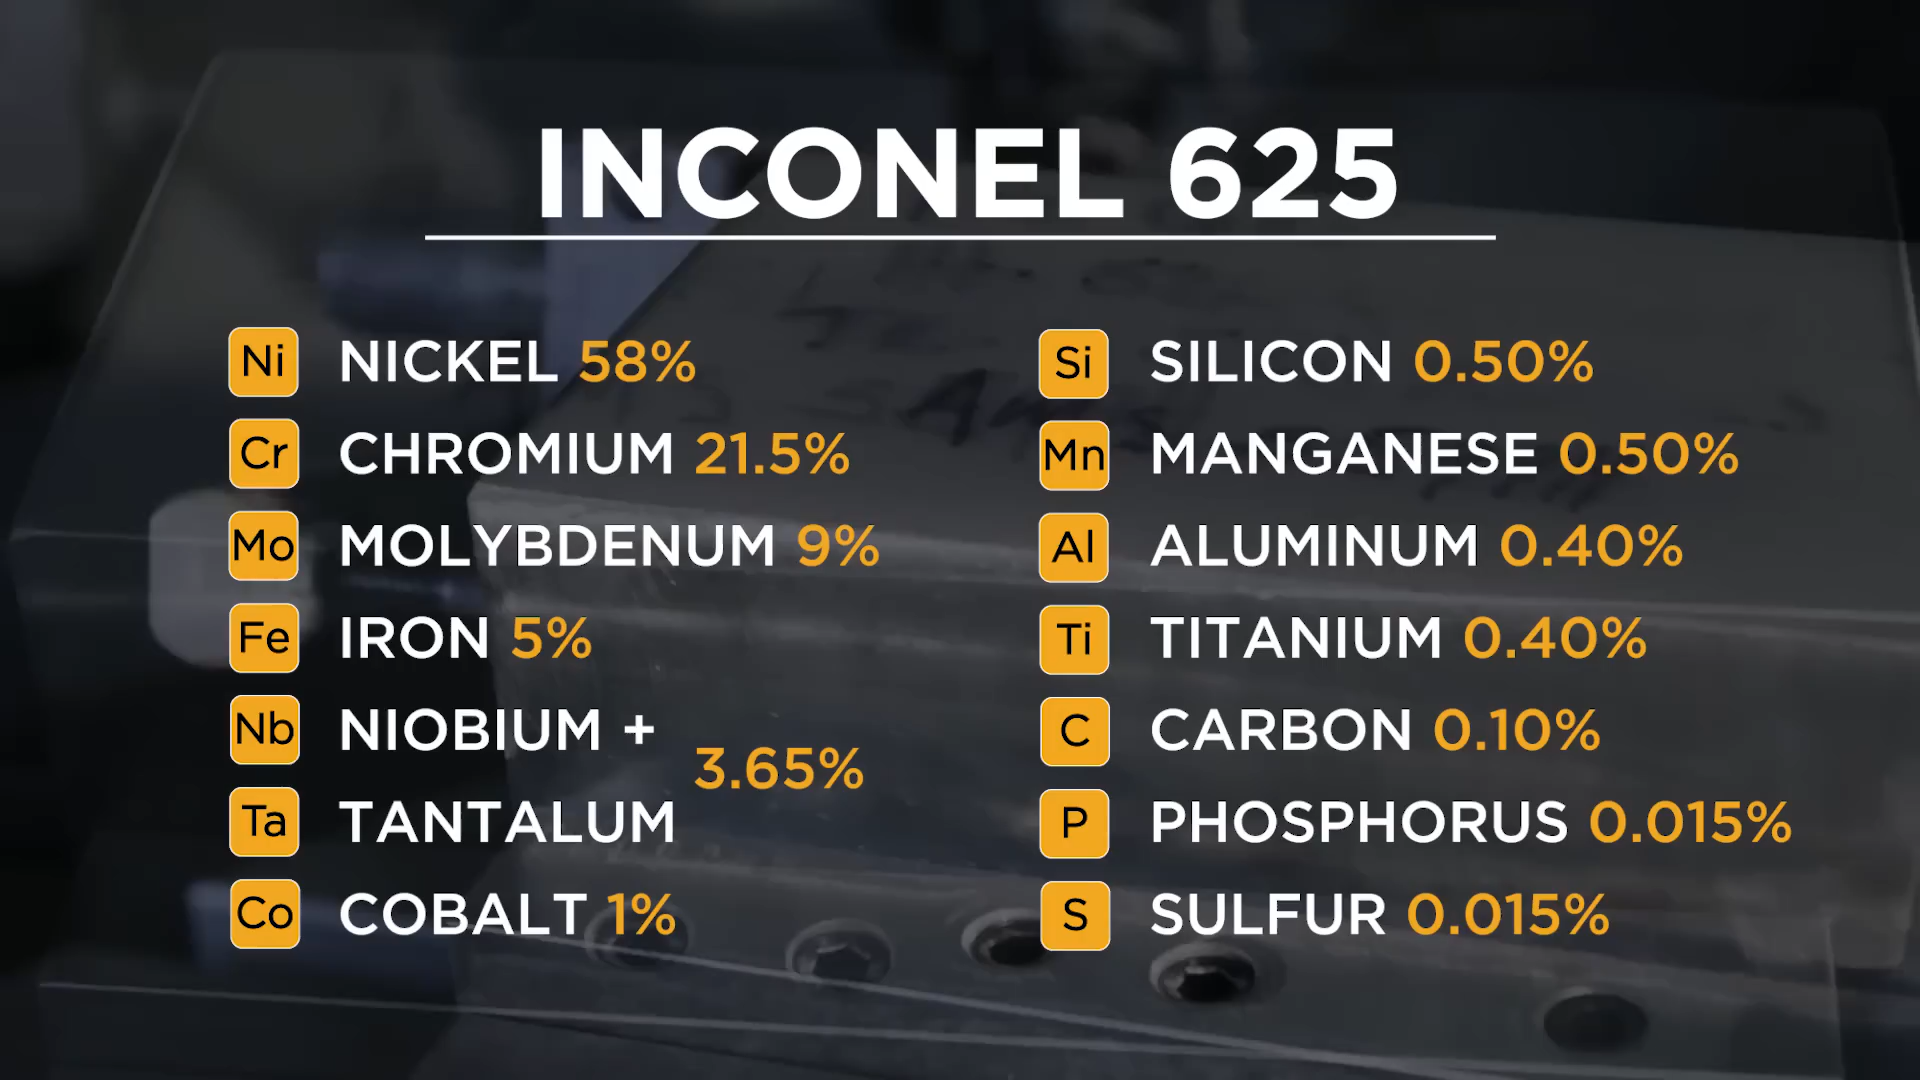 INCONEL 625
Ni NICKEL 58%
Cr CHROMIUM 21.5%
Mo MOLYBDENUM 9%
Fe IRON 5%
Nb NIOBIUM +
3.65%
Ta TANTALUM
Co COBALT 1%
Si SILICON 0.50%
Mn MANGANESE 0.50%
Al ALUMINUM 0.40%
Ti TITANIUM 0.40%
C CARBON 0.10%
P PHOSPHORUS 0.015%
S SULFUR 0.015%